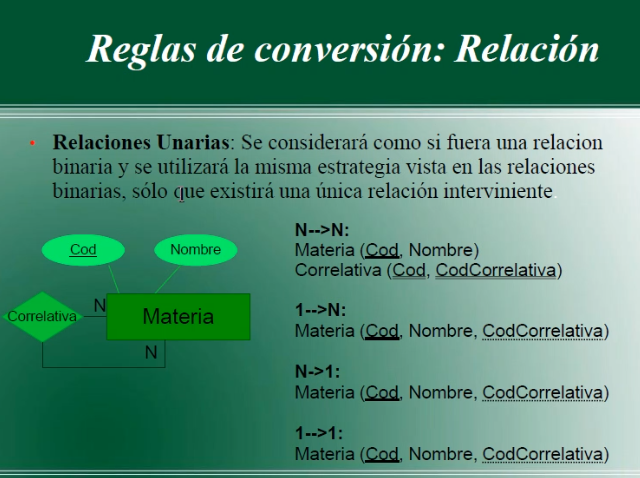 Reglas de conversión: Relación
• Relaciones Unarias: Se considerará como si fuera una relacion
binaria y se utilizará la misma estrategia vista en las relaciones
binarias, sólo que existirá una única relación interviniente.
Cod
Nombre
Correlativa
N
Materia
N
N-->N:
Materia (Cod, Nombre)
Correlativa (Cod, CodCorrelativa)
1-->N:
Materia (Cod, Nombre, CodCorrelativa)
N->1:
Materia (Cod, Nombre, CodCorrelativa)
1-->1:
Materia (Cod, Nombre, CodCorrelativa)